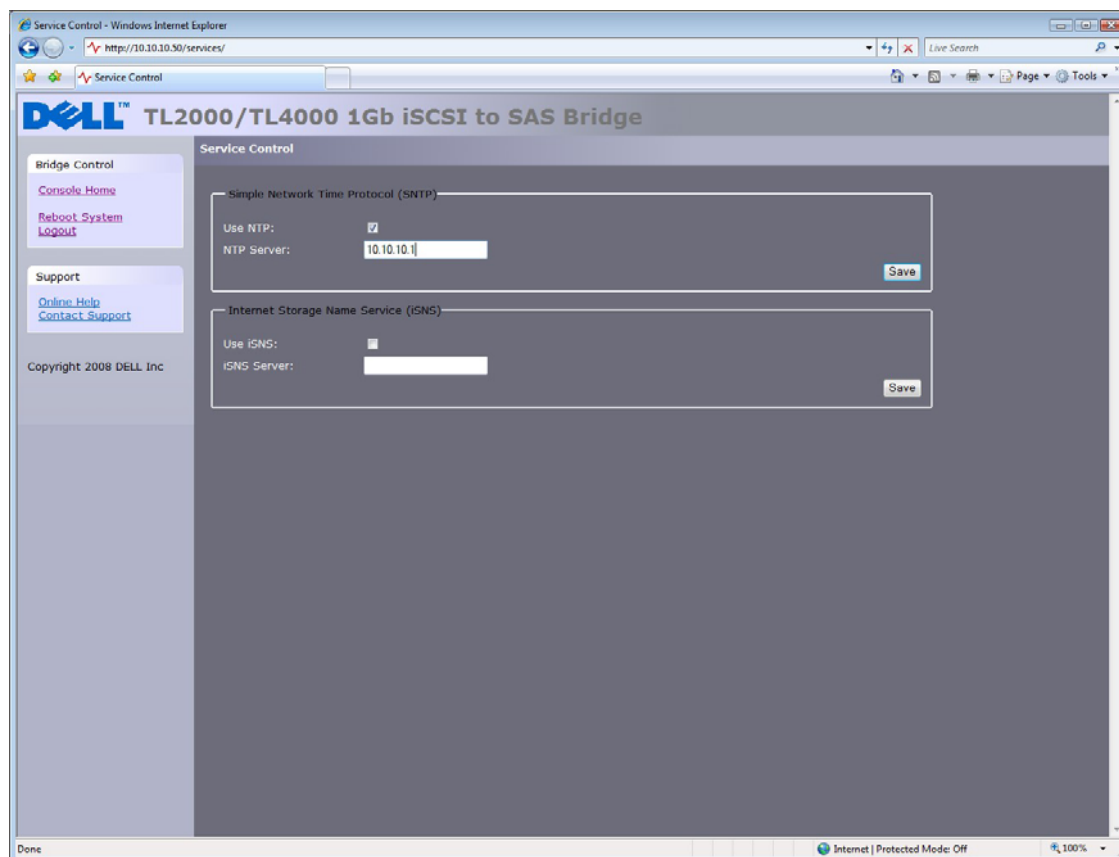 Service Control - Windows Internet Explorer
http://10.10.10.50/services/
Live Search
Service Control
Page
Tools
DELL™ TL2000/TL4000 1Gb iSCSI to SAS Bridge
Bridge Control
Console Home
Reboot System
Logout
Support
Online Help
Contact Support
Copyright 2008 DELL Inc
Service Control
Simple Network Time Protocol (SNTP)
Use NTP:
NTP Server: 10.10.10.1
Save
Internet Storage Name Service (iSNS)
Use iSNS:
iSNS Server:
Save
Done
Internet | Protected Mode: Off
100%